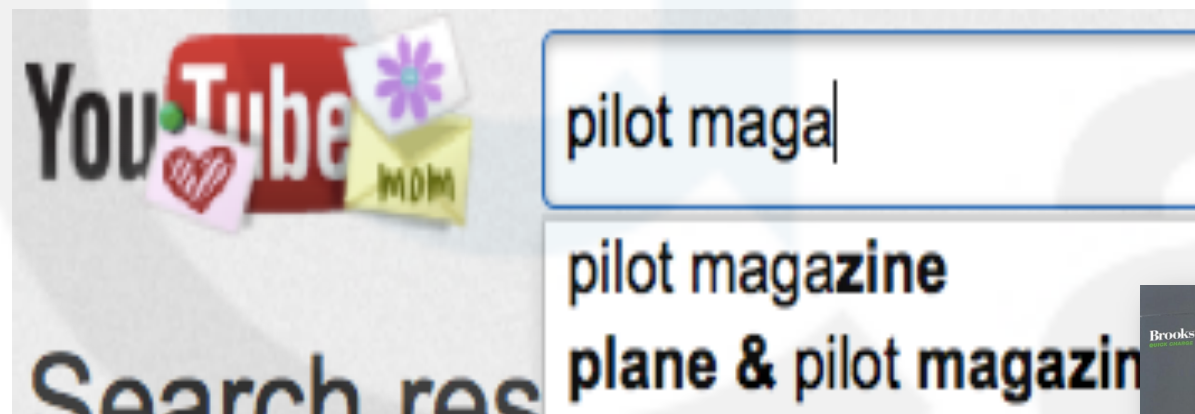 YouTube
mom
pilot maga
pilot magazine
plane & pilot magazin
Search res
Brooks